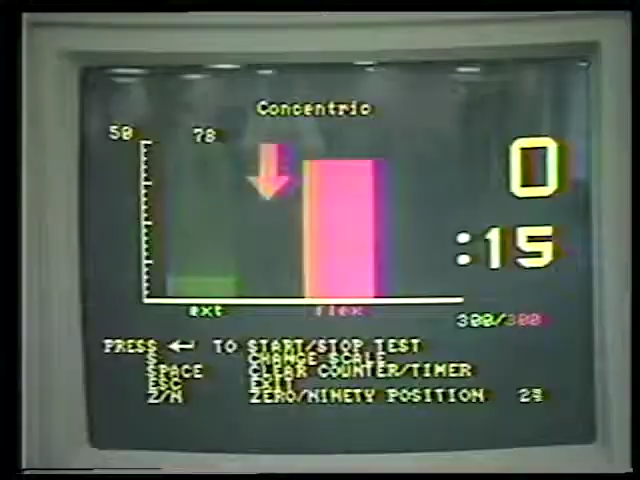 Concentric
50 78
0
:15
ext flex
300/300
PRESS ↵ TO START/STOP TEST
S CHANGE SCALE
SPACE CLEAR COUNTER/TIMER
ESC EXIT
Z/N ZERO/NINETY POSITION